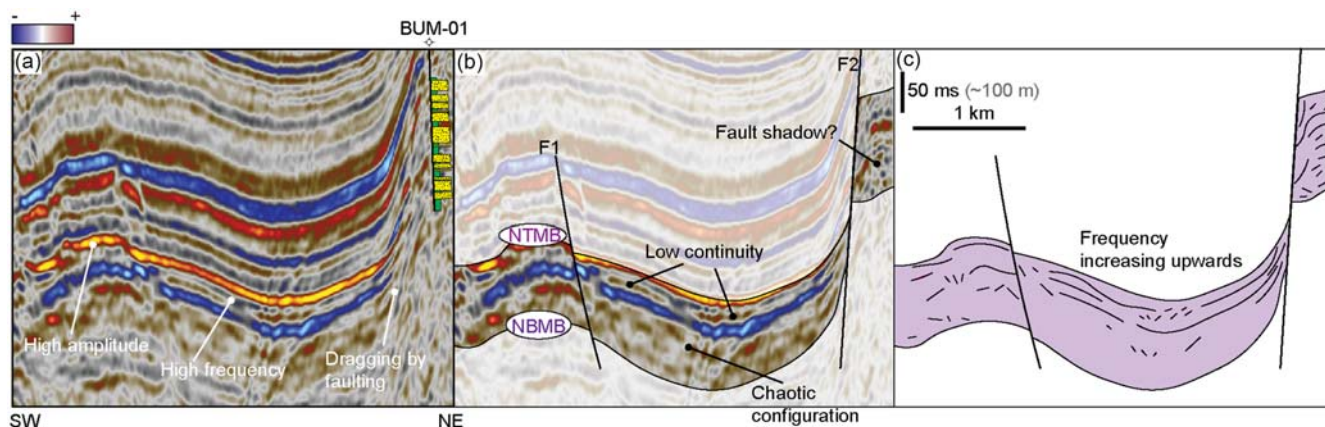 - +
BUM-01
(a)
High amplitude
High frequency
Dragging by
faulting
SW
NE
(b)
F1
F2
Fault shadow?
NTMB
Low continuity
NBMB
Chaotic
configuration
(c)
50 ms (~100 m)
1 km
Frequency
increasing upwards